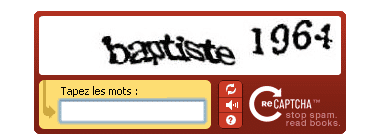 baptiste 1964
Tapez les mots :
reCAPTCHA™
stop spam.
read books.